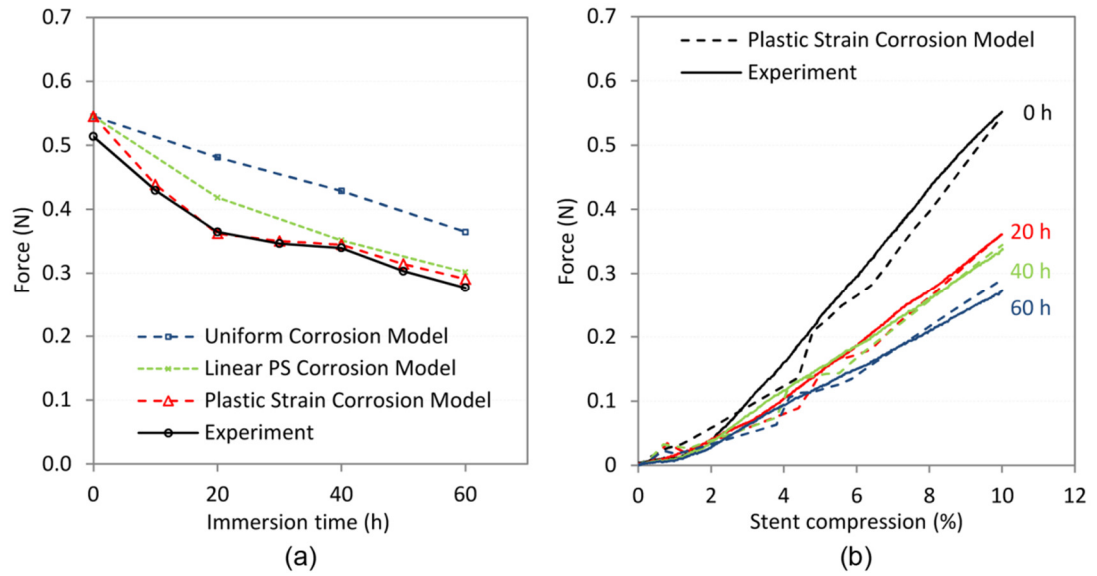 0.7
0.6
0.5
0.4
0.3
0.2
0.1
0.0
Force (N)
0 20 40 60
Immersion time (h)
Uniform Corrosion Model
Linear PS Corrosion Model
Plastic Strain Corrosion Model
Experiment
(a)
0.7
0.6
0.5
0.4
0.3
0.2
0.1
0
Force (N)
0 2 4 6 8 10 12
Stent compression (%)
Plastic Strain Corrosion Model
Experiment
0 h
20 h
40 h
60 h
(b)